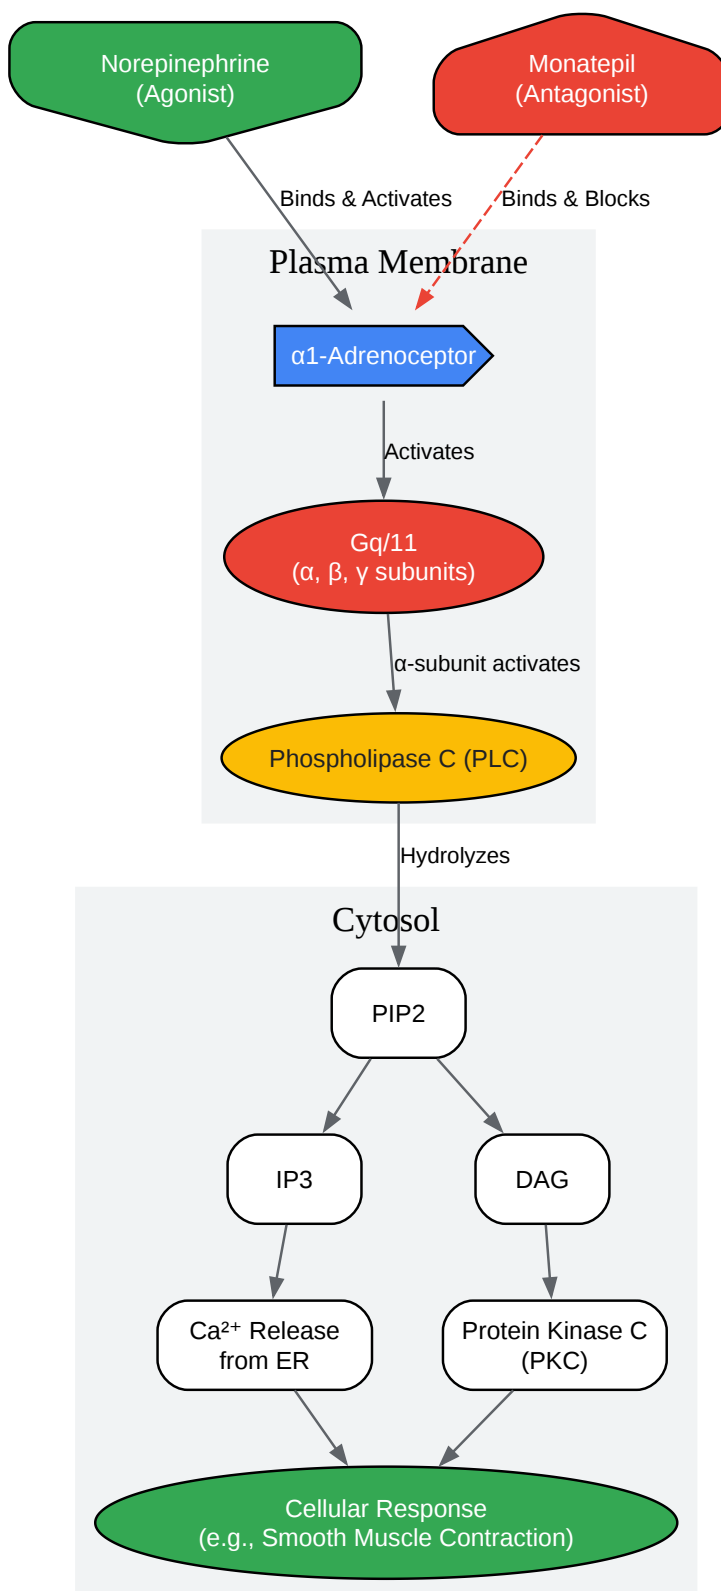 Norepinephrine
(Agonist)
Monatepil
(Antagonist)
Binds & Activates
Binds & Blocks
Plasma Membrane
α1-Adrenoceptor
Activates
Gq/11
(α, β, γ subunits)
α-subunit activates
Phospholipase C (PLC)
Hydrolyzes
Cytosol
PIP2
IP3
DAG
Ca²⁺ Release
from ER
Protein Kinase C
(PKC)
Cellular Response
(e.g., Smooth Muscle Contraction)